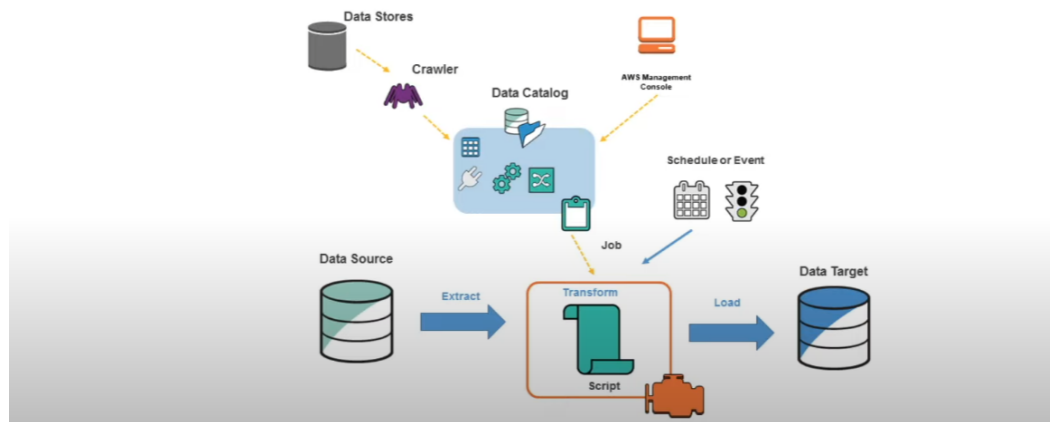 Data Stores
Crawler
AWS Management
Console
Data Catalog
Schedule or Event
Job
Data Source
Data Target
Extract
Transform
Load
Script